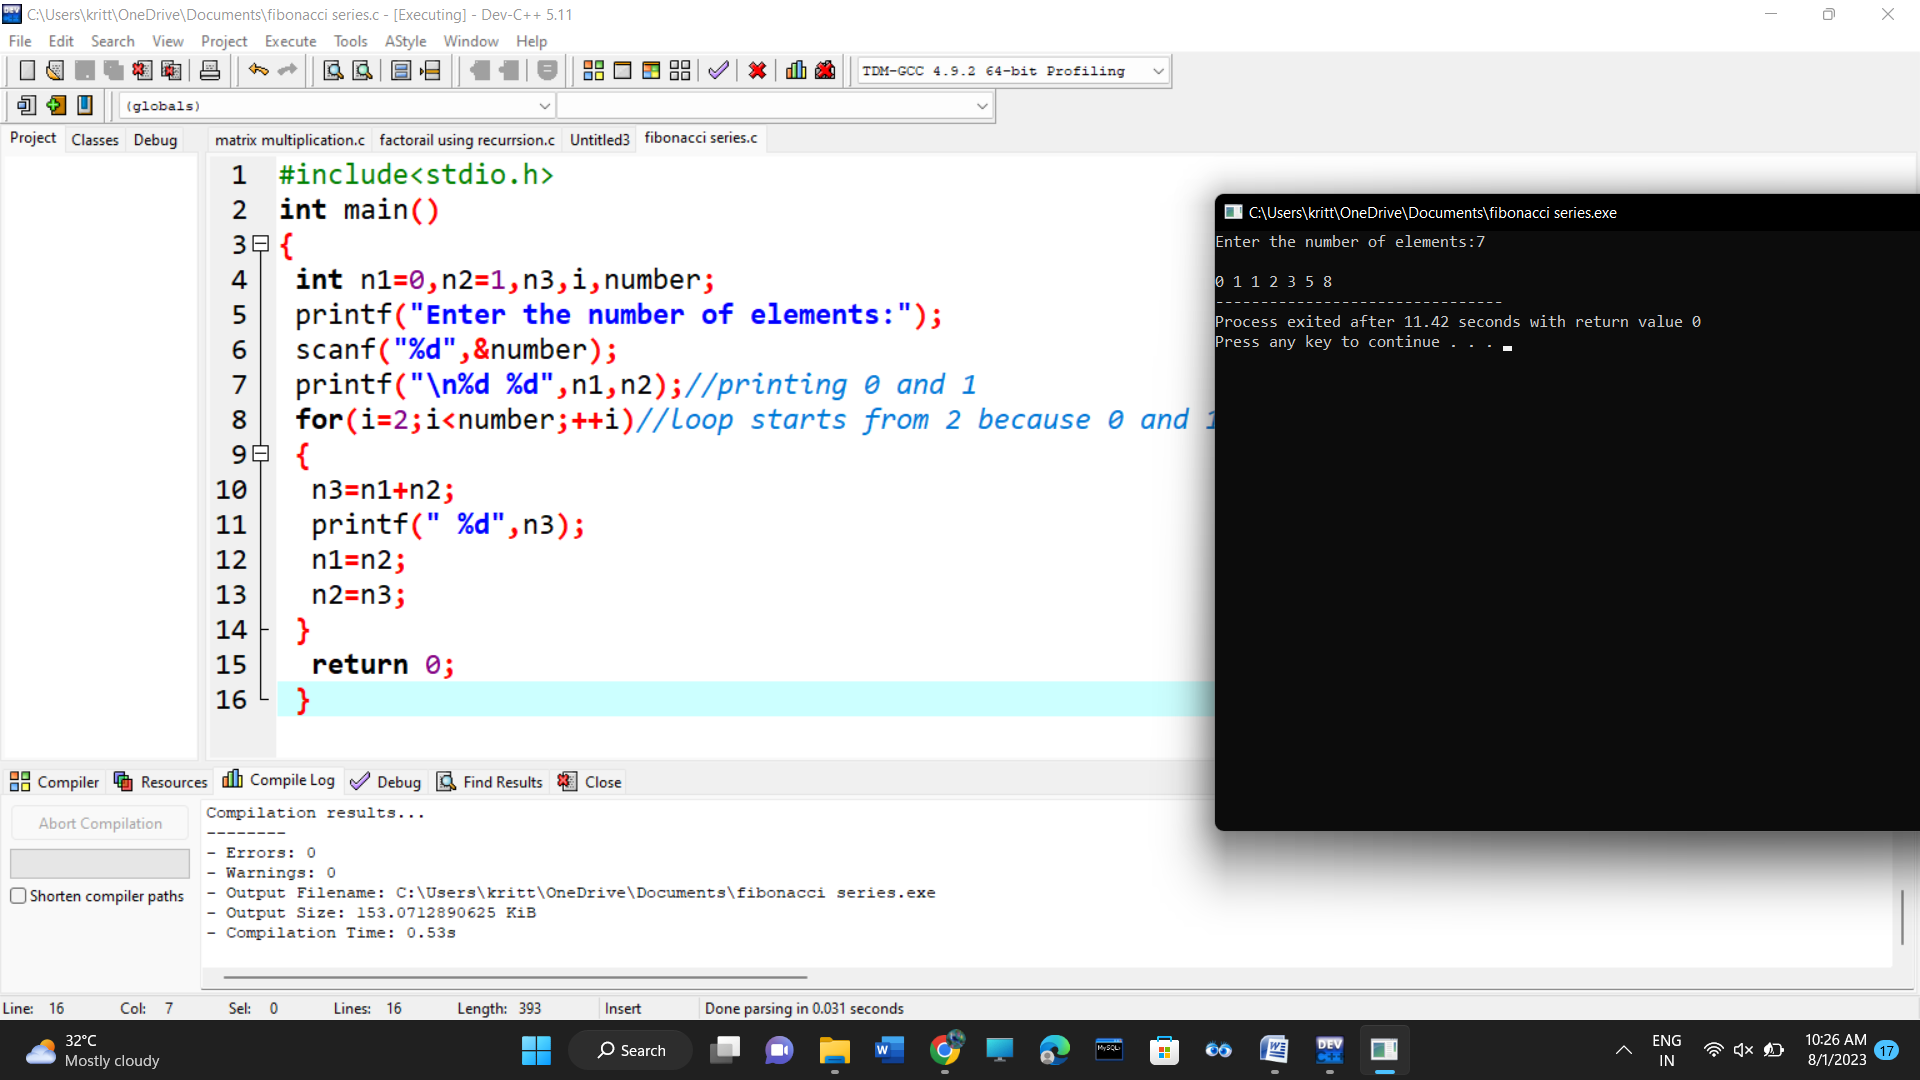 C:\Users\kritt\OneDrive\Documents\fibonacci series.c - [Executing] - Dev-C++ 5.11
File Edit Search View Project Execute Tools AStyle Window Help
TDM-GCC 4.9.2 64-bit Profiling
(globals)
Project Classes Debug
matrix multiplication.c factorail using recurrsion.c Untitled3 fibonacci series.c
1 #include<stdio.h>
2 int main()
3 {
4 int n1=0,n2=1,n3,i,number;
5 printf("Enter the number of elements:");
6 scanf("%d",&number);
7 printf("\n%d %d",n1,n2);//printing 0 and 1
8 for(i=2;i<number;++i)//loop starts from 2 because 0 and 1
9 {
10 n3=n1+n2;
11 printf(" %d",n3);
12 n1=n2;
13 n2=n3;
14 }
15 return 0;
16 }
C:\Users\kritt\OneDrive\Documents\fibonacci series.exe
Enter the number of elements:7
0 1 1 2 3 5 8
--------------------------------
Process exited after 11.42 seconds with return value 0
Press any key to continue . . .
Compiler Resources Compile Log Debug Find Results Close
Abort Compilation
Shorten compiler paths
Compilation results...
--------
- Errors: 0
- Warnings: 0
- Output Filename: C:\Users\kritt\OneDrive\Documents\fibonacci series.exe
- Output Size: 153.0712890625 KiB
- Compilation Time: 0.53s
Line: 16 Col: 7 Sel: 0 Lines: 16 Length: 393 Insert Done parsing in 0.031 seconds
32°C
Mostly cloudy
Search
W
MySQL
DEV
C++
ENG
IN
10:26 AM
8/1/2023
17